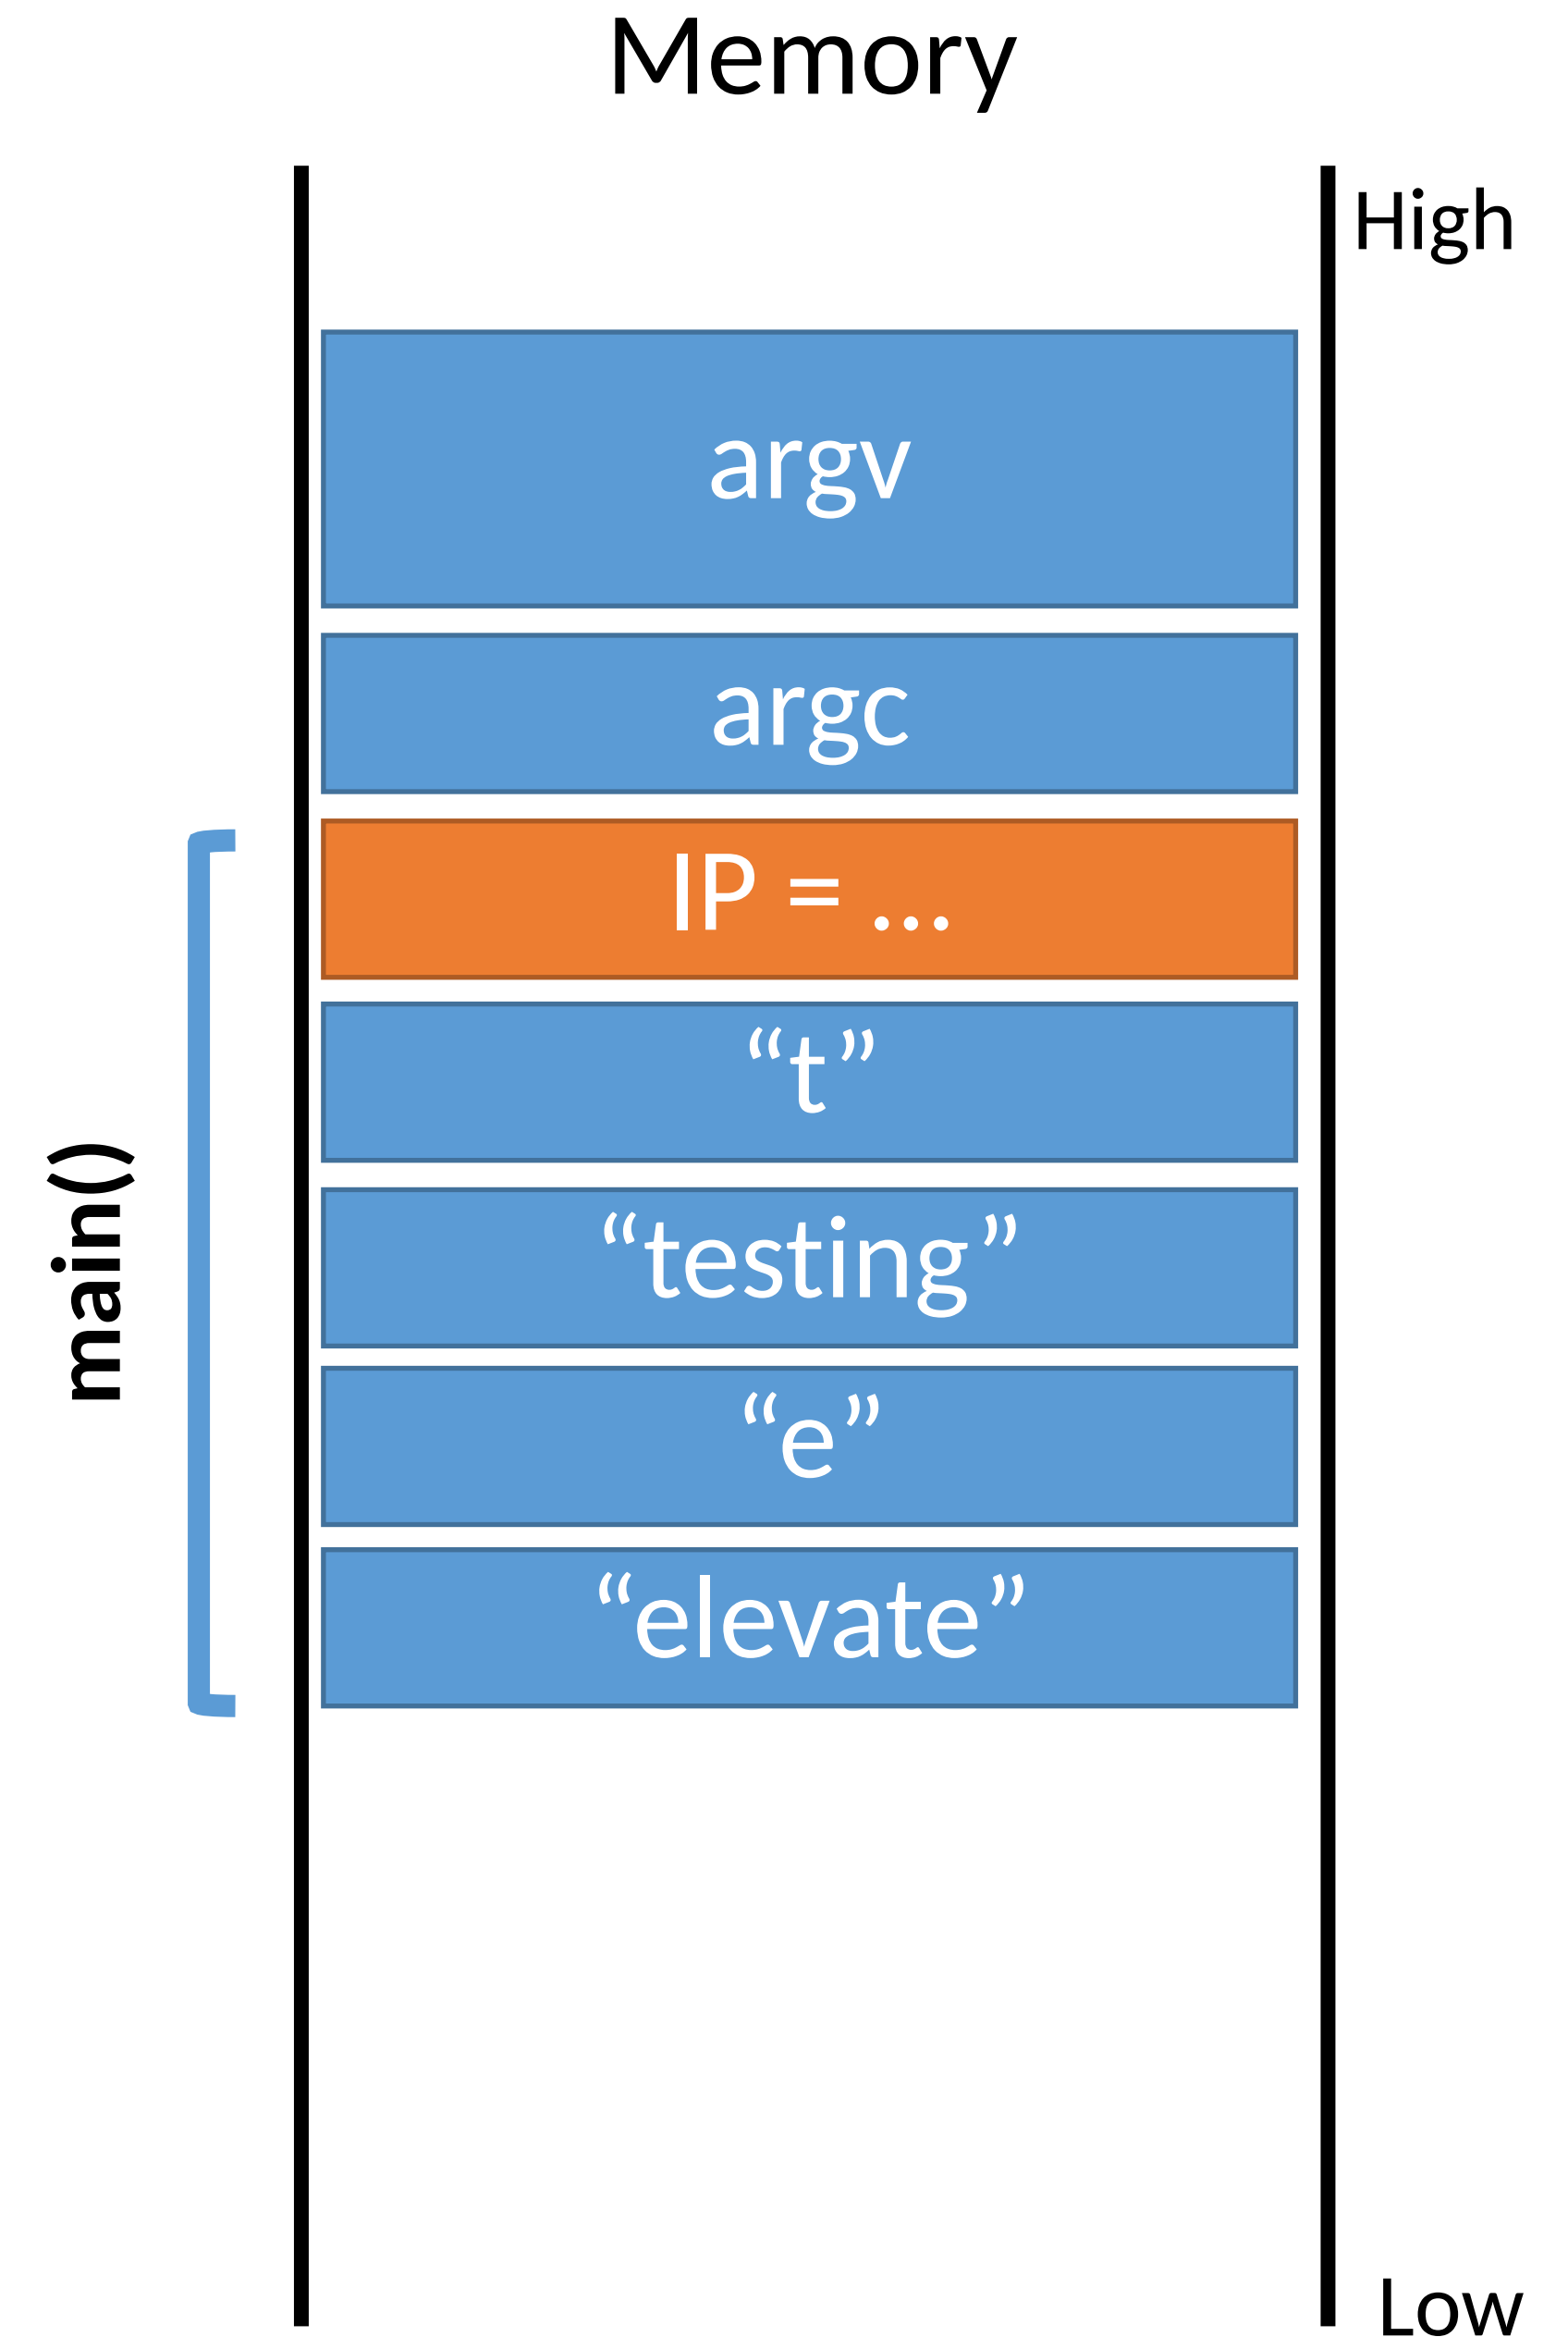 Memory
High
argv
argc
IP = …
“t”
“testing”
“e”
“elevate”
main()
Low